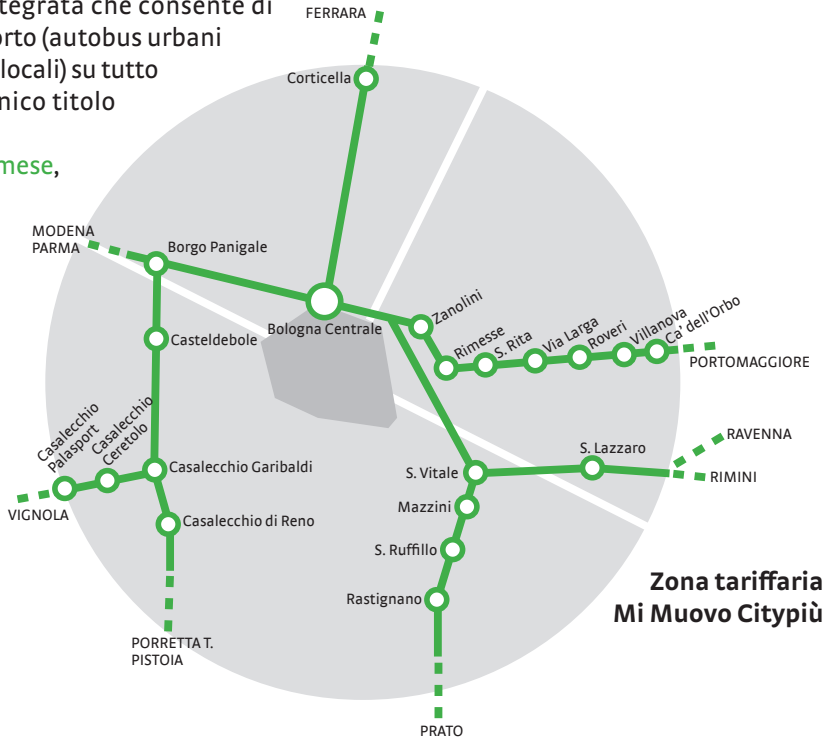 tegrata che consente di
orto (autobus urbani
locali) su tutto
nico titolo
mese,
FERRARA
Corticella
MODENA
PARMA
Borgo Panigale
Bologna Centrale
Zanolini
Rimesse
S. Rita
Via Larga
Roveri
Villanova
Ca' dell'Orbo
PORTOMAGGIORE
Casteldebole
Casalecchio
Palasport
Casalecchio
Ceretolo
Casalecchio Garibaldi
VIGNOLA
Casalecchio di Reno
S. Lazzaro
RAVENNA
RIMINI
S. Vitale
Mazzini
S. Ruffillo
Rastignano
Zona tariffaria
Mi Muovo Citypiù
PORRETTA T.
PISTOIA
PRATO